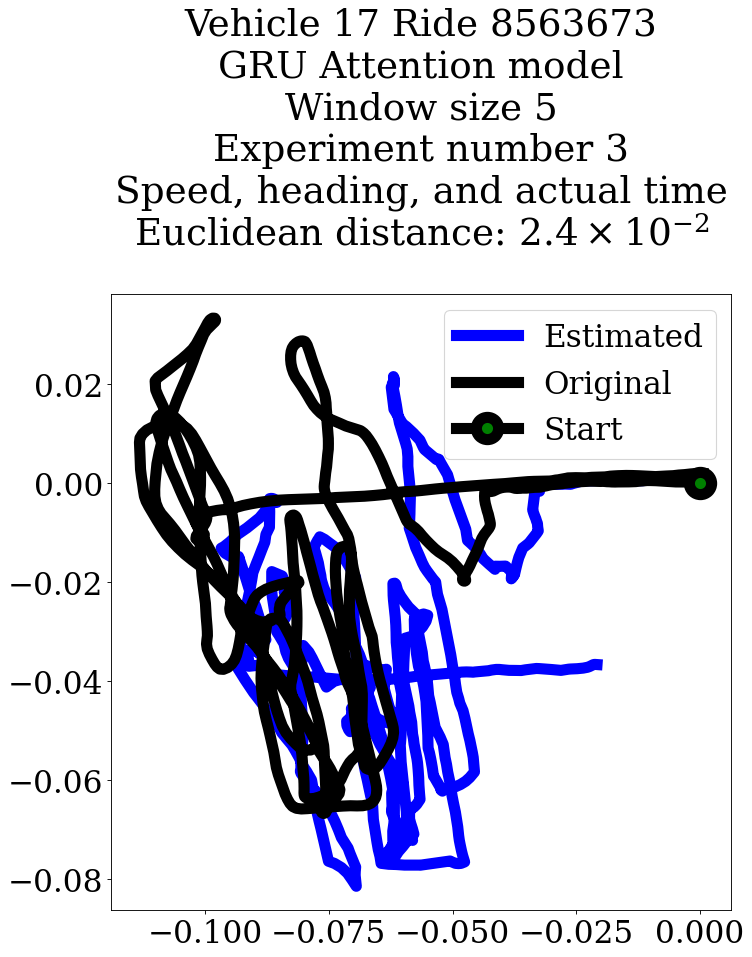 Vehicle 17 Ride 8563673
GRU Attention model
Window size 5
Experiment number 3
Speed, heading, and actual time
Euclidean distance: 2.4 × 10⁻²
Estimated
Original
Start
0.02
0.00
−0.02
−0.04
−0.06
−0.08
−0.100 −0.075 −0.050 −0.025 0.000